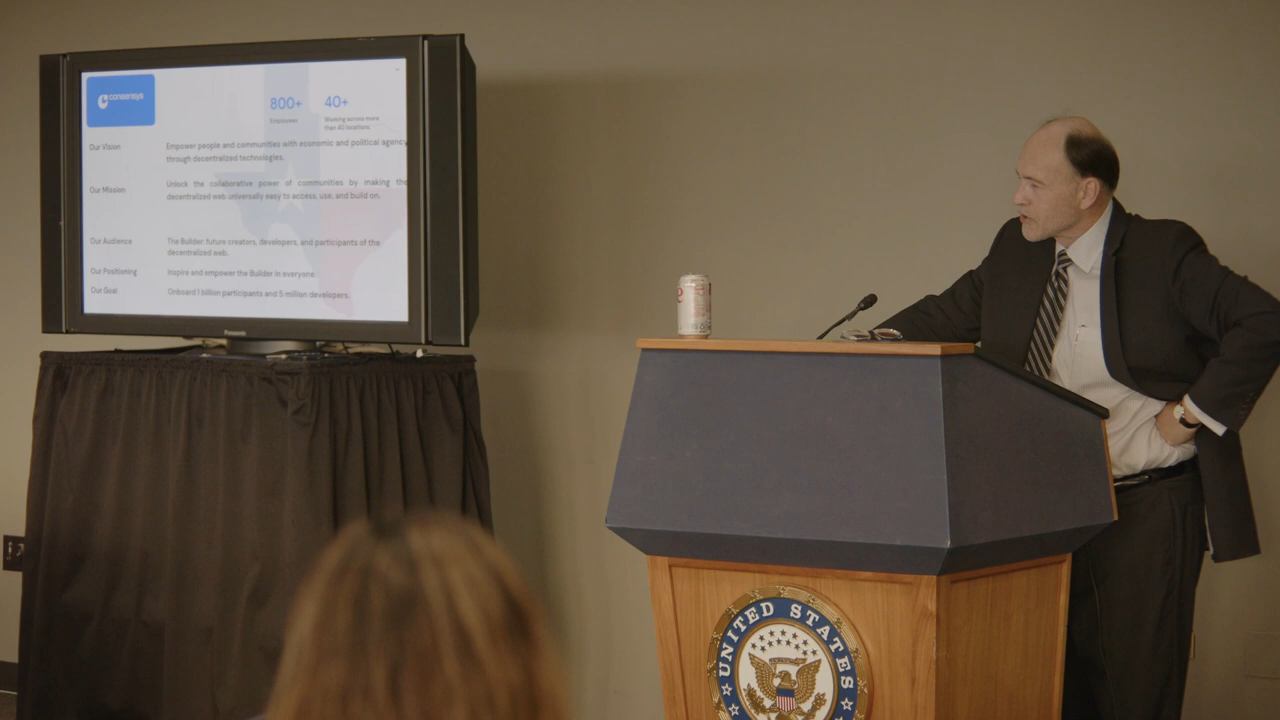 consensys
800+
40+
Employees
Working across more
than 40 locations.
Our Vision
Empower people and communities with economic and political agency
through decentralized technologies.
Our Mission
Unlock the collaborative power of communities by making the
decentralized web universally easy to access, use, and build on.
Our Audience
The Builder: future creators, developers, and participants of the
decentralized web.
Our Positioning
Inspire and empower the Builder in everyone.
Our Goal
Onboard 1 billion participants and 5 million developers.
Panasonic
UNITED STATES